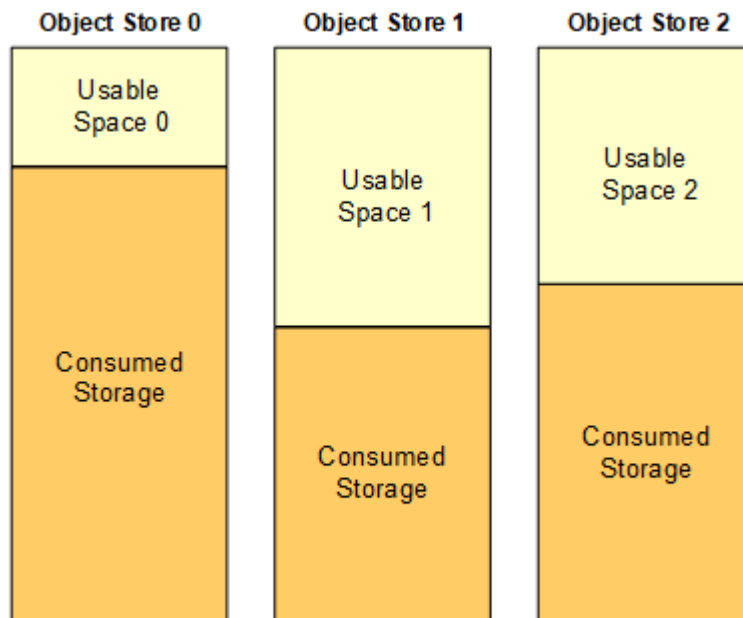 Object Store 0
Object Store 1
Object Store 2
Usable
Space 0
Usable
Space 1
Usable
Space 2
Consumed
Storage
Consumed
Storage
Consumed
Storage